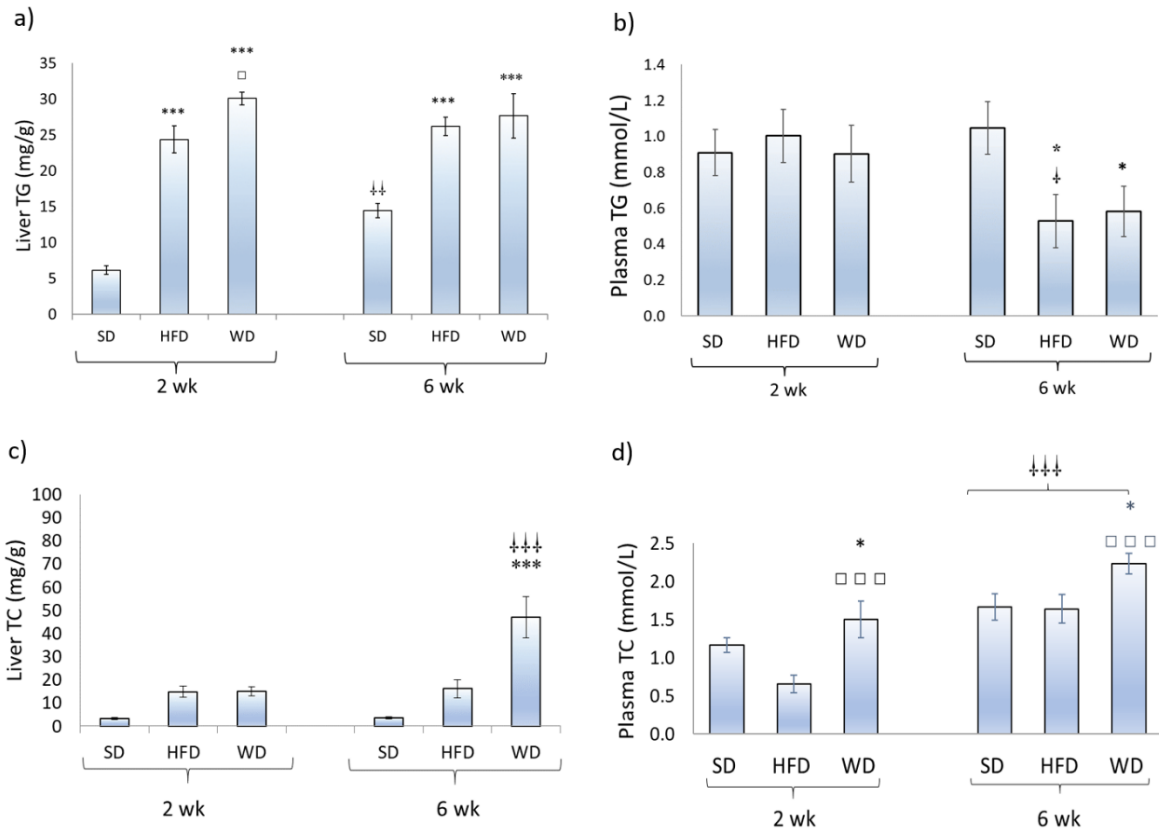 a)
Liver TG (mg/g)
35
30
25
20
15
10
5
0
***
***
□
‡‡
***
***
SD HFD WD SD HFD WD
2 wk 6 wk
b)
Plasma TG (mmol/L)
1.4
1.2
1.0
0.8
0.6
0.4
0.2
0.0
*
‡
*
SD HFD WD SD HFD WD
2 wk 6 wk
c)
Liver TC (mg/g)
100
90
80
70
60
50
40
30
20
10
0
‡‡‡
***
SD HFD WD SD HFD WD
2 wk 6 wk
d)
Plasma TC (mmol/L)
2.5
2.0
1.5
1.0
0.5
0.0
*
□ □ □
‡‡‡
*
□ □ □
SD HFD WD SD HFD WD
2 wk 6 wk